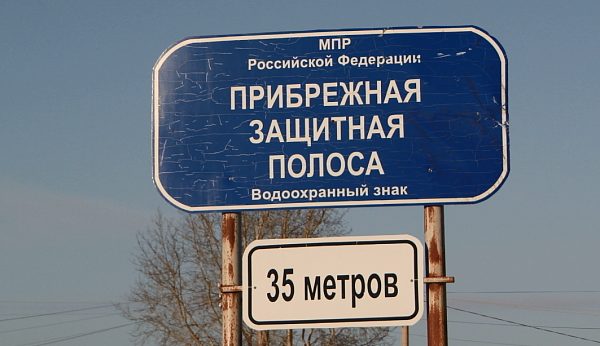 МПР
Российской Федерации
ПРИБРЕЖНАЯ
ЗАЩИТНАЯ
ПОЛОСА
Водоохранный знак
35 метров